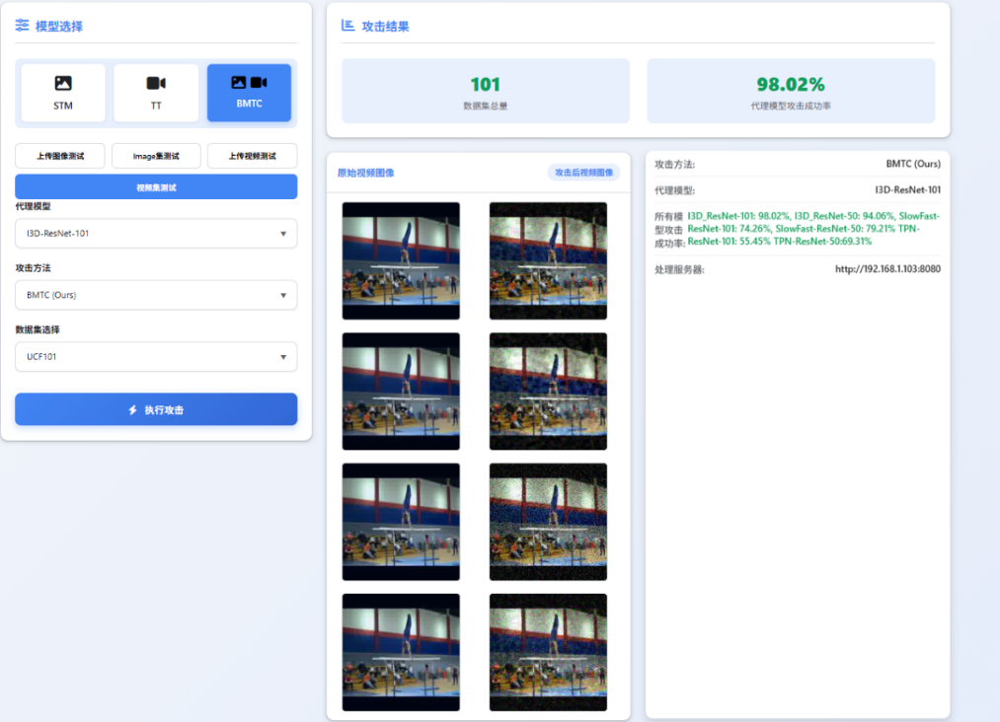 模型选择
STM
TT
BMTC
上传图像测试
Image集测试
上传视频测试
视频集测试
代理模型
I3D-ResNet-101
攻击方法
BMTC (Ours)
数据集选择
UCF101
执行攻击
攻击结果
101
数据集总量
98.02%
代理模型攻击成功率
原始视频图像
攻击后视频图像
攻击方法:
BMTC (Ours)
代理模型:
I3D-ResNet-101
所有模型攻击成功率:
I3D_ResNet-101: 98.02%, I3D_ResNet-50: 94.06%, SlowFast-
ResNet-101: 74.26%, SlowFast-ResNet-50: 79.21% TPN-
ResNet-101: 55.45% TPN-ResNet-50:69.31%
处理服务器:
http://192.168.1.103:8080